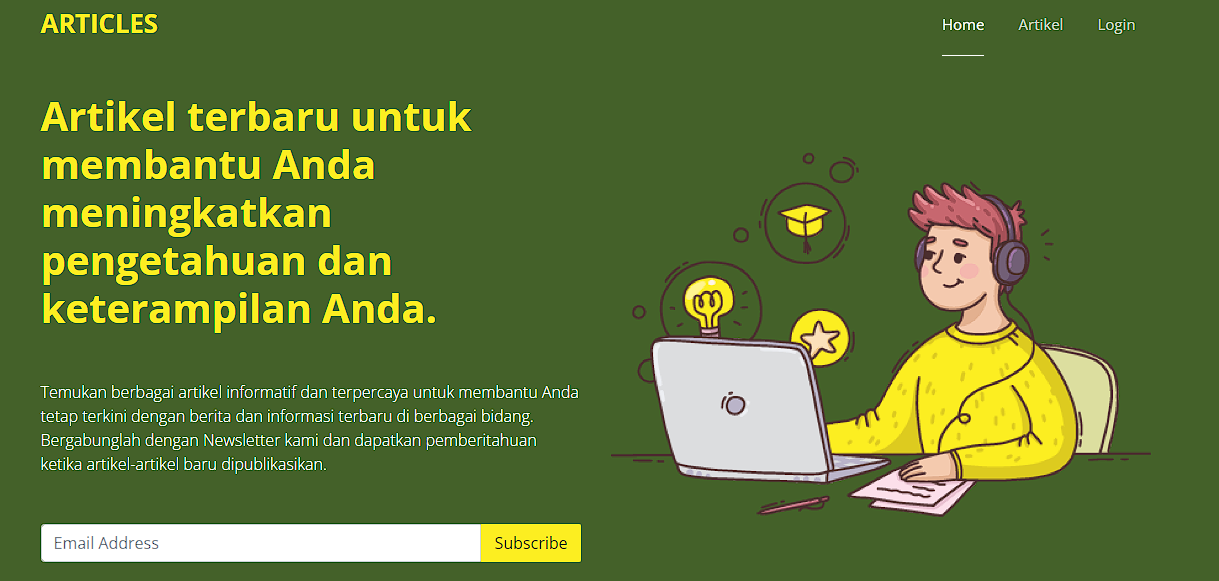 ARTICLES
Home Artikel Login
Artikel terbaru untuk
membantu Anda
meningkatkan
pengetahuan dan
keterampilan Anda.
Temukan berbagai artikel informatif dan terpercaya untuk membantu Anda
tetap terkini dengan berita dan informasi terbaru di berbagai bidang.
Bergabunglah dengan Newsletter kami dan dapatkan pemberitahuan
ketika artikel-artikel baru dipublikasikan.
Email Address Subscribe